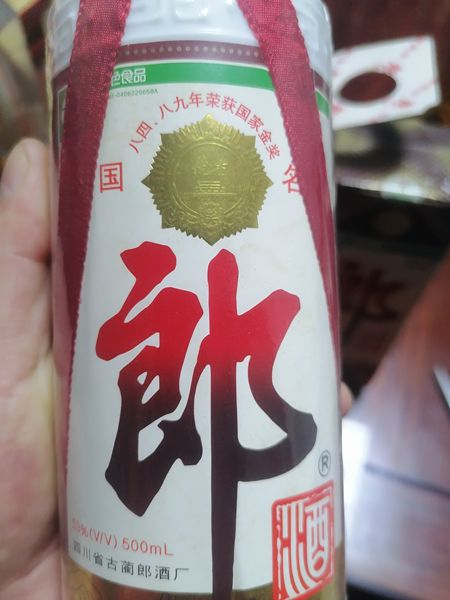 色食品
八四、八九年荣获国家金奖
国
名
郎
®
酒
53%(V/V) 500mL
四川省古蔺郎酒厂